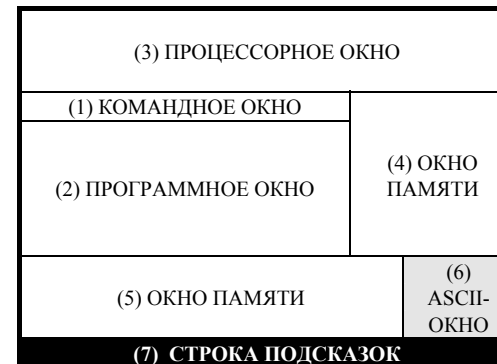 (3) ПРОЦЕССОРНОЕ ОКНО
(1) КОМАНДНОЕ ОКНО
(2) ПРОГРАММНОЕ ОКНО
(4) ОКНО
ПАМЯТИ
(5) ОКНО ПАМЯТИ
(6)
ASCII-
ОКНО
(7) СТРОКА ПОДСКАЗОК